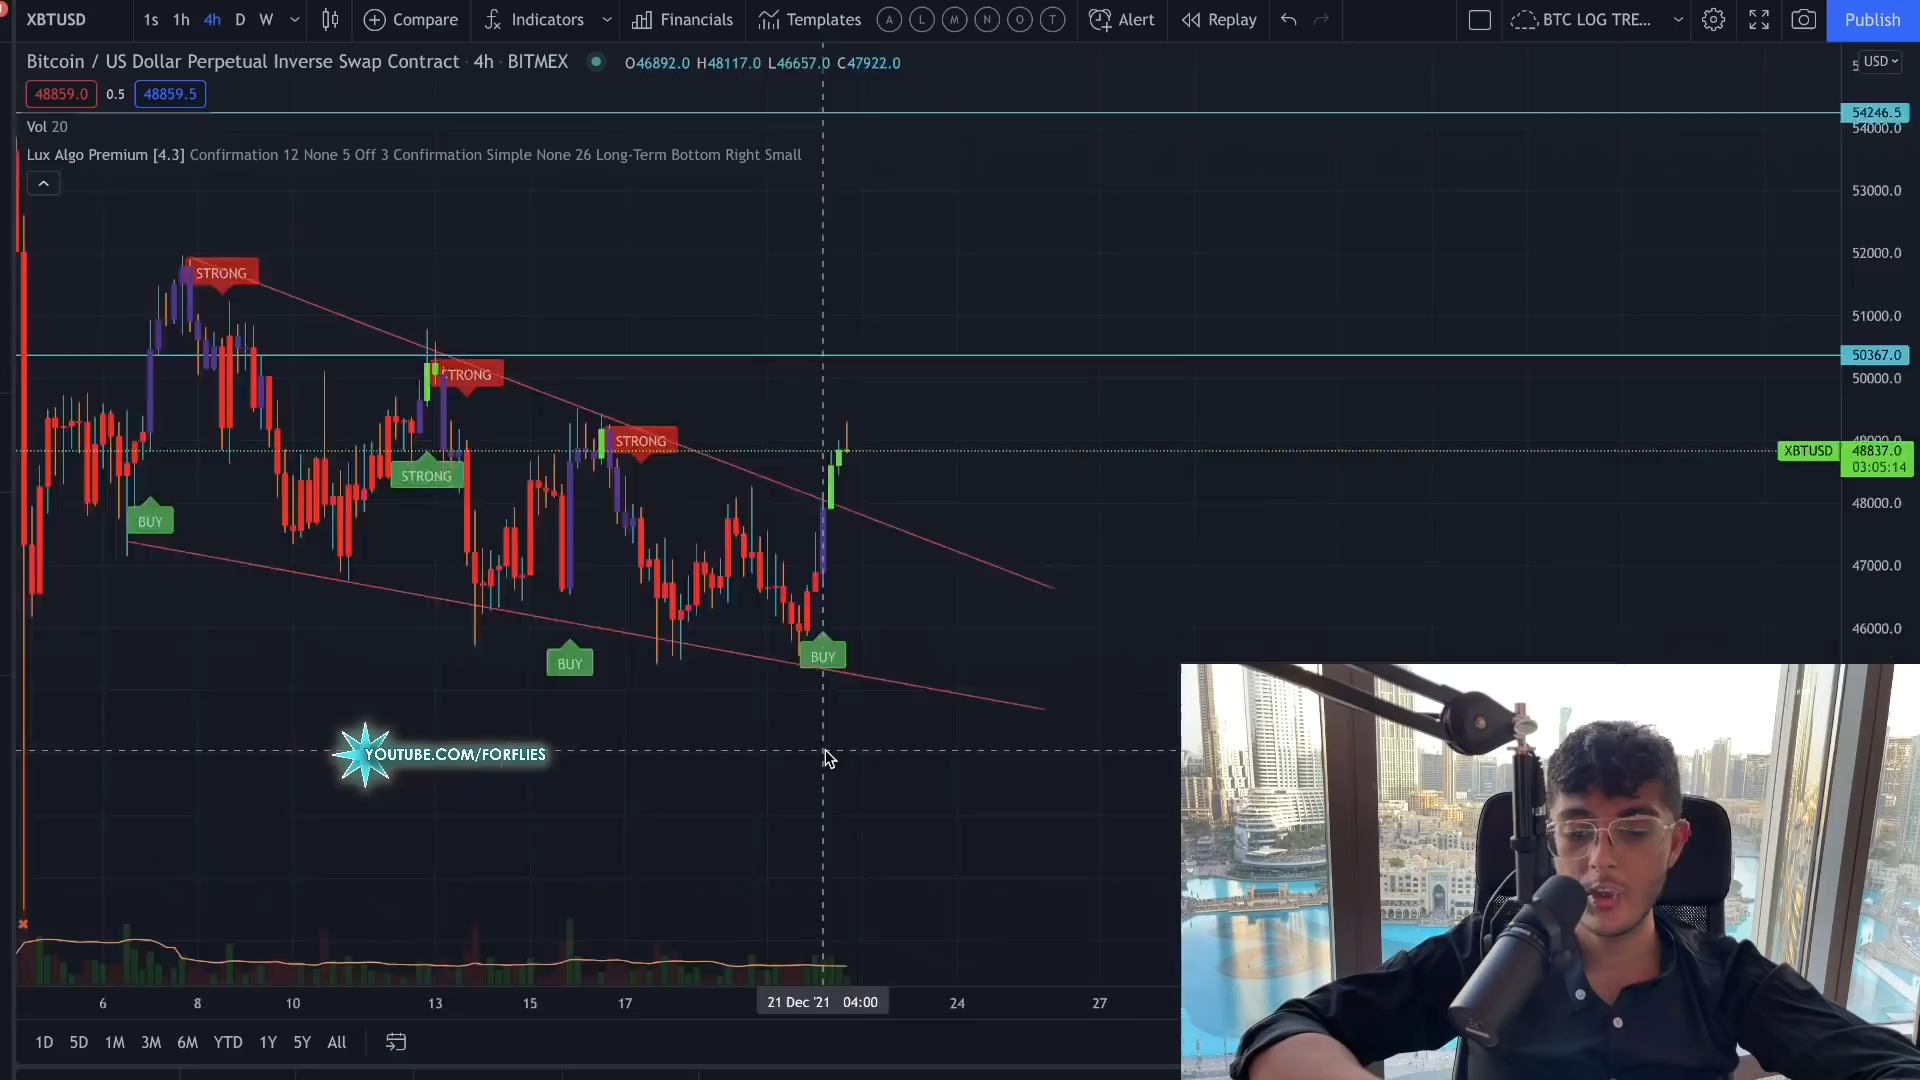 XBTUSD 1s 1h 4h D W Compare Indicators Financials Templates A L M N O T Alert Replay BTC LOG TRE... Publish
Bitcoin / US Dollar Perpetual Inverse Swap Contract · 4h · BITMEX O46892.0 H48117.0 L46657.0 C47922.0 USD
48859.0 0.5 48859.5
54246.5
Vol 20
54000.0
Lux Algo Premium [4.3] Confirmation 12 None 5 Off 3 Confirmation Simple None 26 Long-Term Bottom Right Small
53000.0
52000.0
STRONG
51000.0
50367.0
STRONG
50000.0
STRONG
49000.0
XBTUSD 48837.0
03:05:14
STRONG
48000.0
BUY
47000.0
46000.0
BUY
BUY
YOUTUBE.COM/FORFLIES
6 8 10 13 15 17 21 Dec '21 04:00 24 27
1D 5D 1M 3M 6M YTD 1Y 5Y All